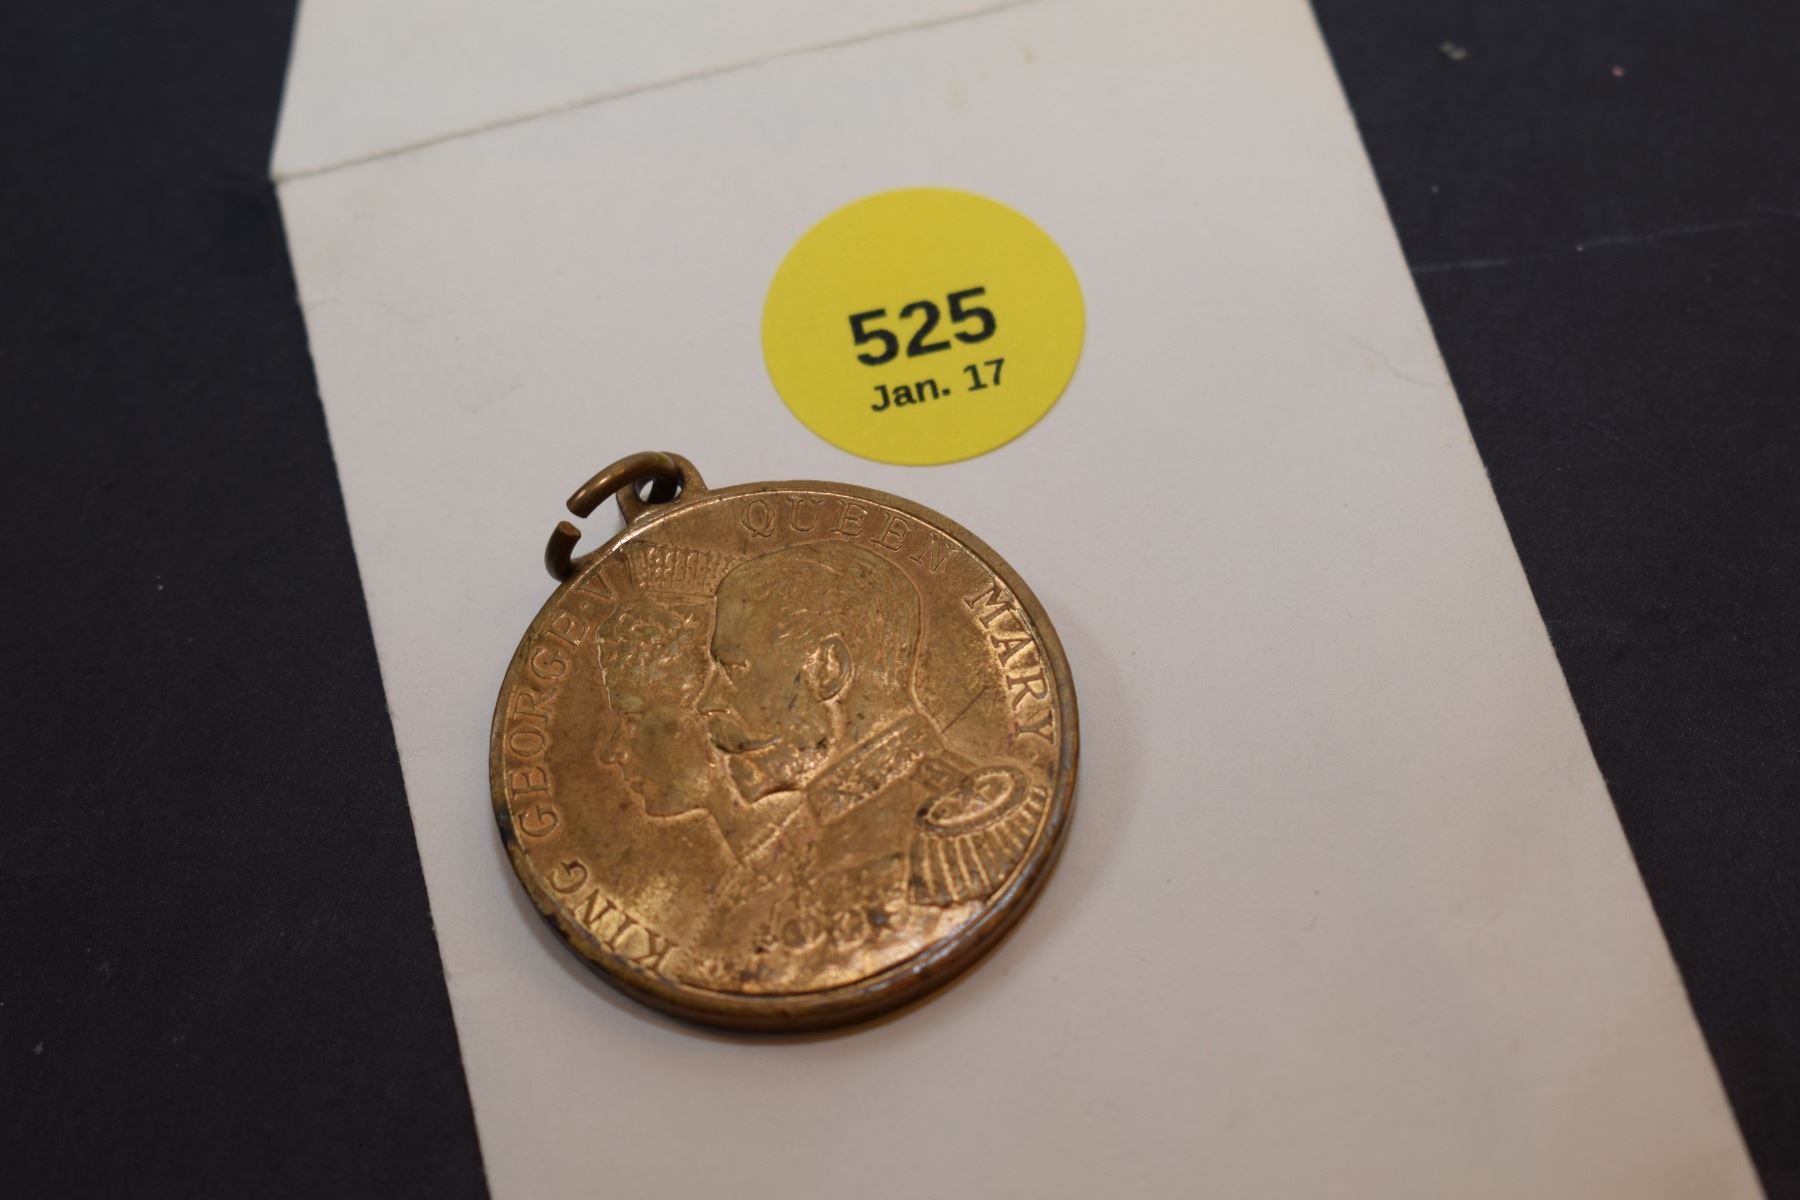 525
Jan. 17
KING GEORGE·V QUEEN MARY